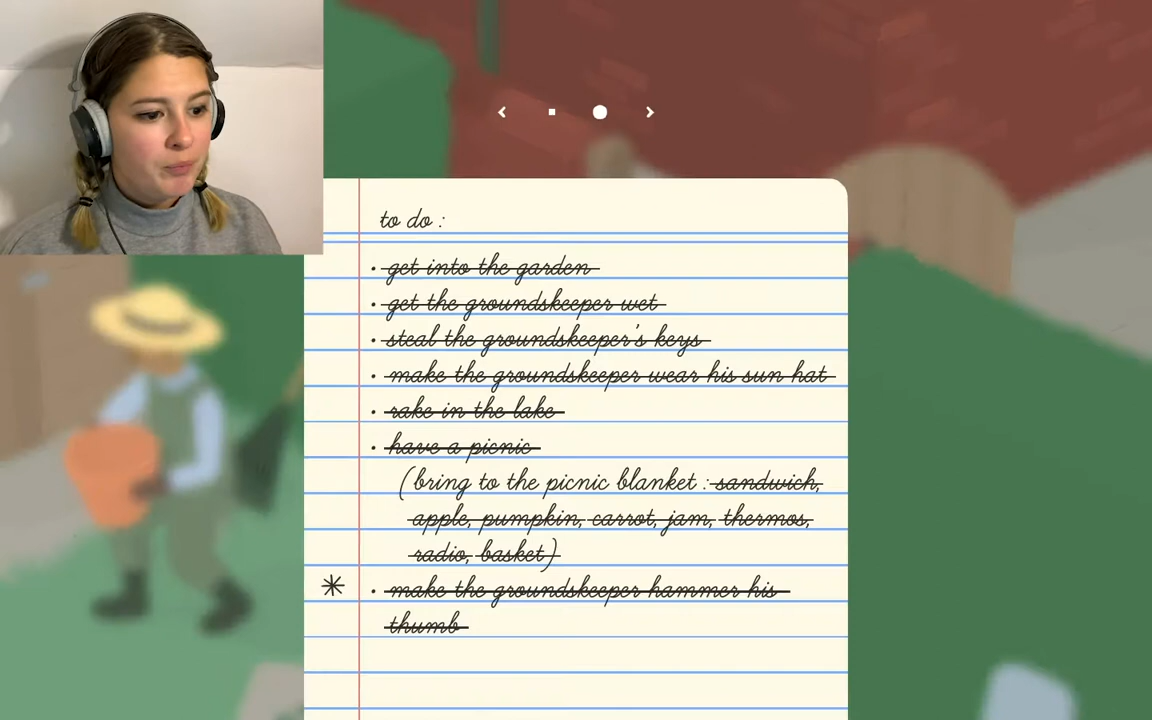 to do :
• get into the garden
• get the groundskeeper wet
• steal the groundskeeper's keys
• make the groundskeeper wear his sun hat
• rake in the lake
• have a picnic
(bring to the picnic blanket : sandwich,
apple, pumpkin, carrot, jam, thermos,
radio, basket)
• make the groundskeeper hammer his
thumb